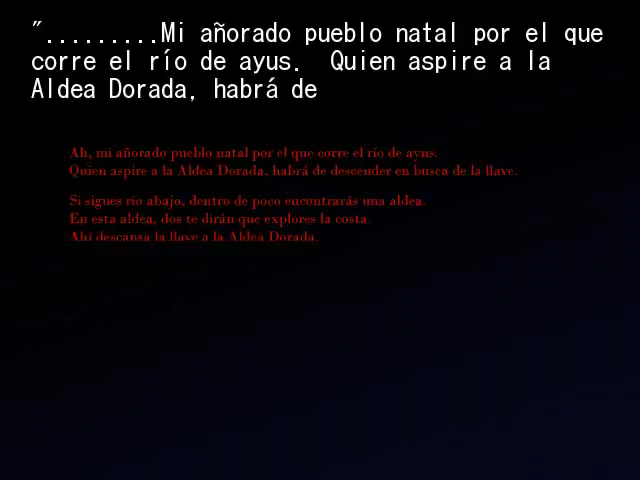 ".........Mi añorado pueblo natal por el que
corre el río de ayus.  Quien aspire a la
Aldea Dorada, habrá de
Ah, mi añorado pueblo natal por el que corre el río de ayus.
Quien aspire a la Aldea Dorada, habrá de descender en busca de la llave.
Si sigues río abajo, dentro de poco encontrarás una aldea.
En esta aldea, dos te dirán que explores la costa.
Ahí descansa la llave a la Aldea Dorada.